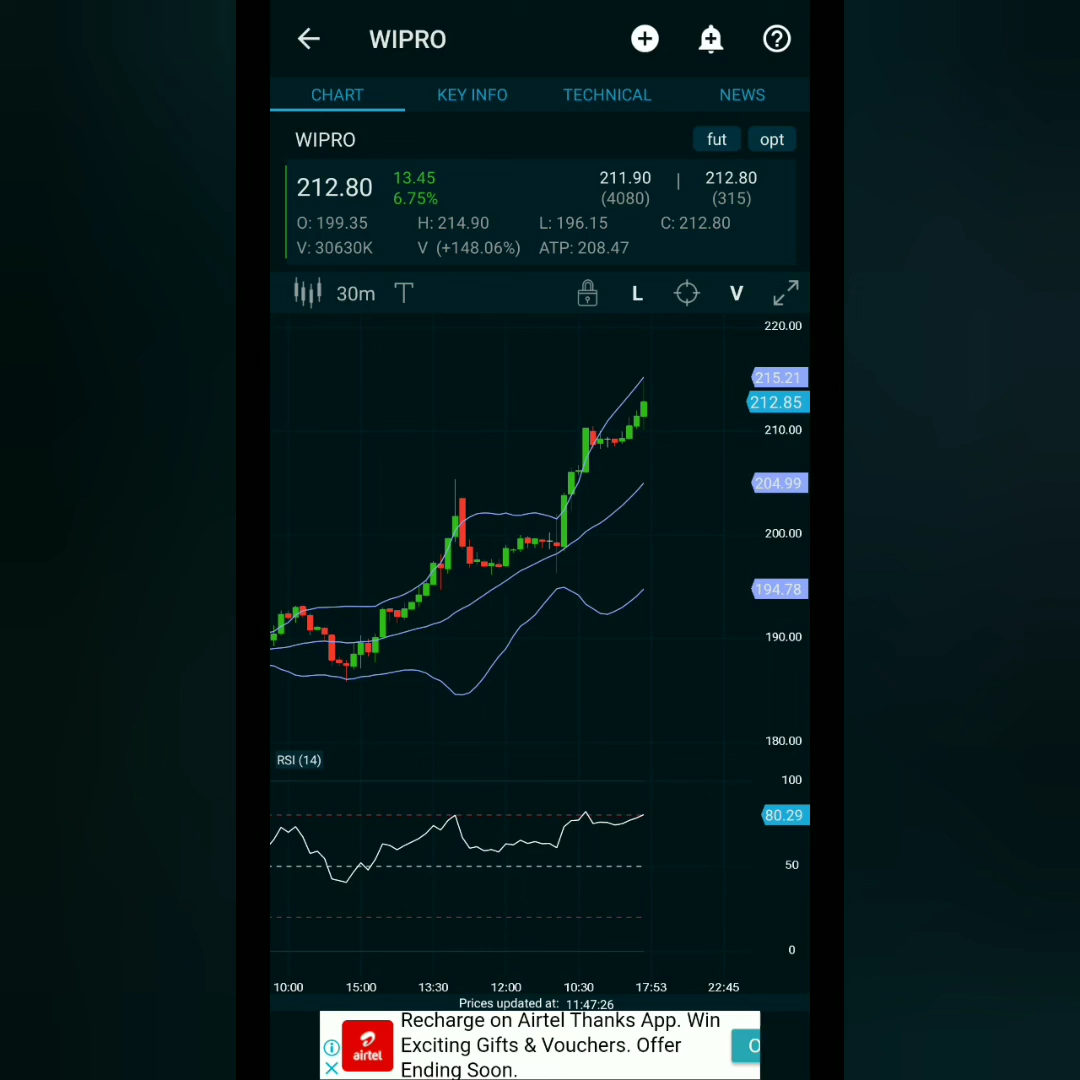 WIPRO
CHART KEY INFO TECHNICAL NEWS
WIPRO fut opt
212.80 13.45 6.75% 211.90 (4080) | 212.80 (315)
O: 199.35 H: 214.90 L: 196.15 C: 212.80
V: 30630K V (+148.06%) ATP: 208.47
30m T L V
220.00
215.21
212.85
210.00
204.99
200.00
194.78
190.00
180.00
RSI (14)
100
80.29
50
0
10:00 15:00 13:30 12:00 10:30 17:53 22:45
Prices updated at: 11:47:26
Recharge on Airtel Thanks App. Win
airtel Exciting Gifts & Vouchers. Offer
Ending Soon.